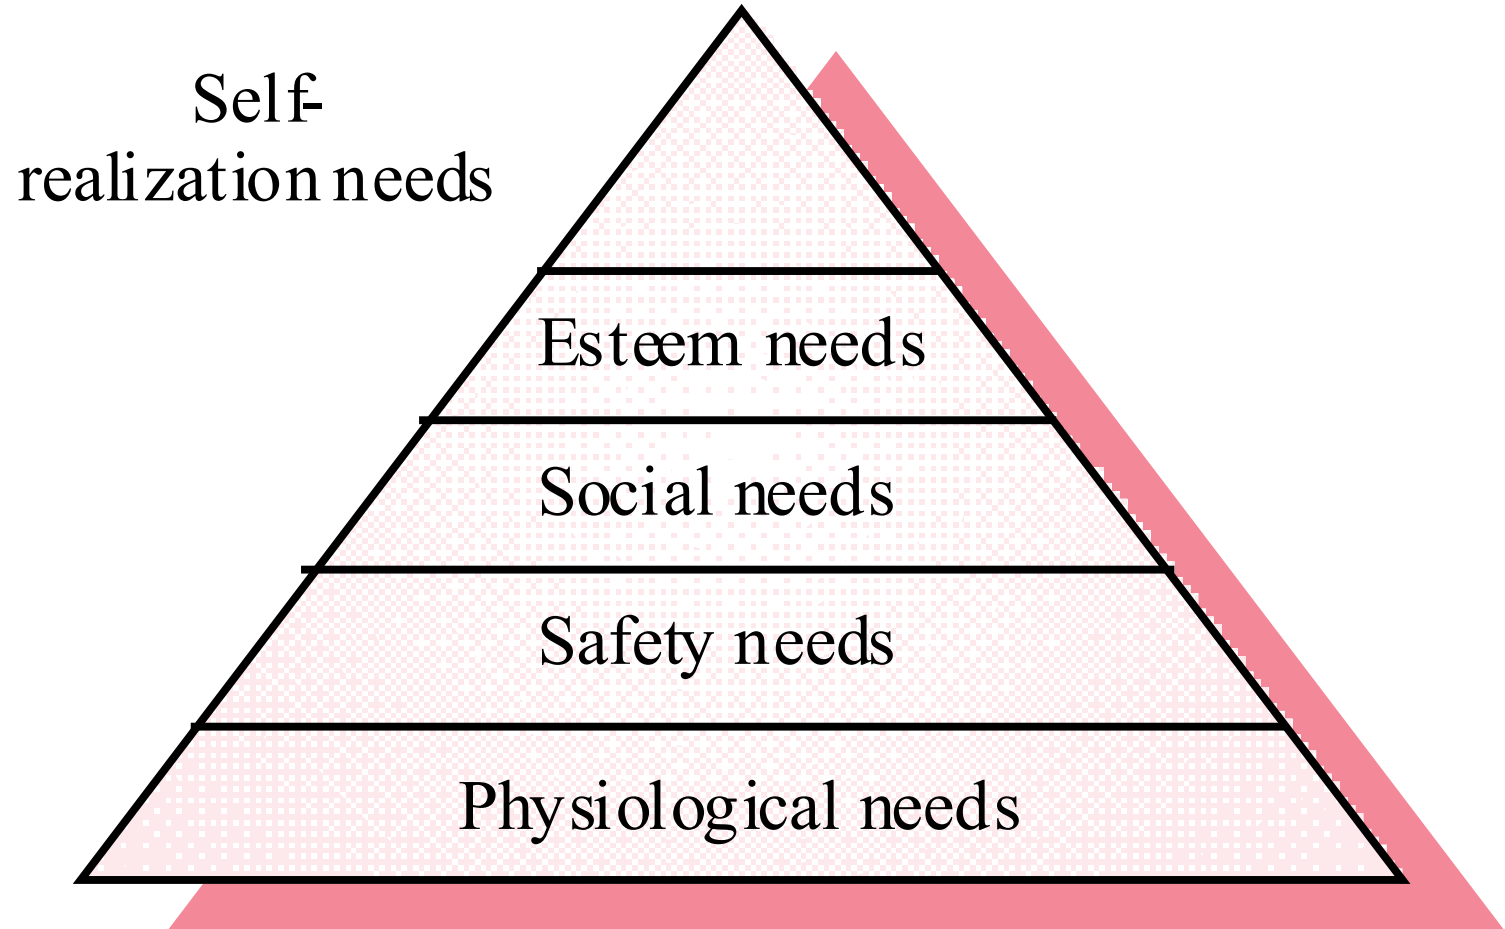 Self-
realization needs
Esteem needs
Social needs
Safety needs
Physiological needs